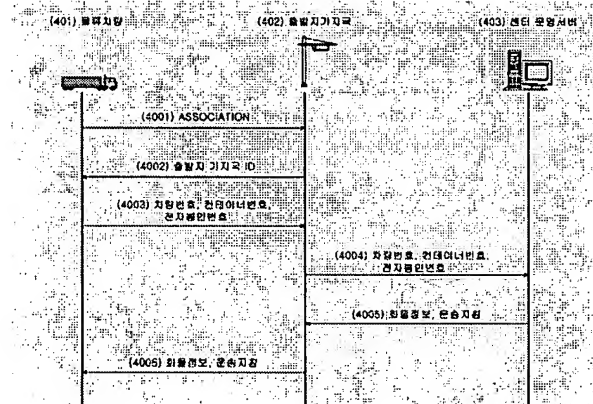 (401) 물류차량
(402) 출발지기지국
(403) 센터 운영서버
(4001) ASSOCIATION
(4002) 출발지 기지국 ID
(4003) 차량번호, 컨테이너번호,
전자봉인번호
(4004) 차량번호, 컨테이너번호,
전자봉인번호
(4005) 화물정보, 운송지침
(4005) 화물정보, 운송지침